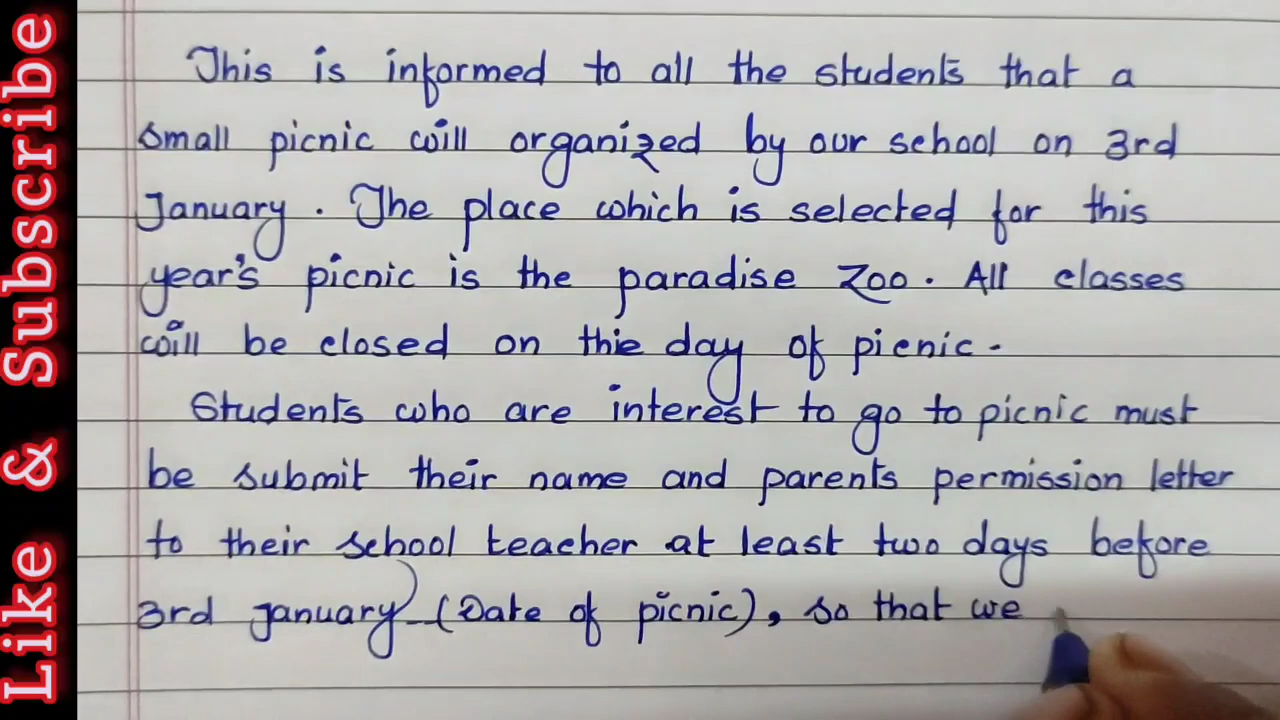 Like & Subscribe
This is informed to all the students that a
small picnic will organized by our school on 3rd
January. The place which is selected for this
year's picnic is the paradise Zoo. All classes
will be closed on the day of picnic.
Students who are interest to go to picnic must
be submit their name and parents permission letter
to their school teacher at least two days before
3rd january (Date of picnic), so that we